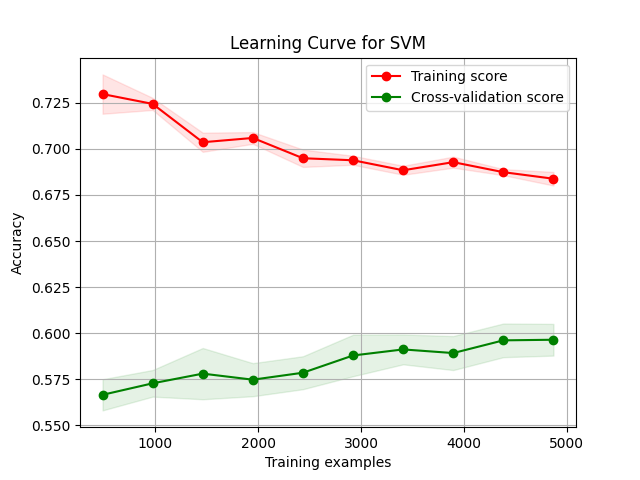 Learning Curve for SVM
Training score
Cross-validation score
Accuracy
0.725
0.700
0.675
0.650
0.625
0.600
0.575
0.550
1000 2000 3000 4000 5000
Training examples